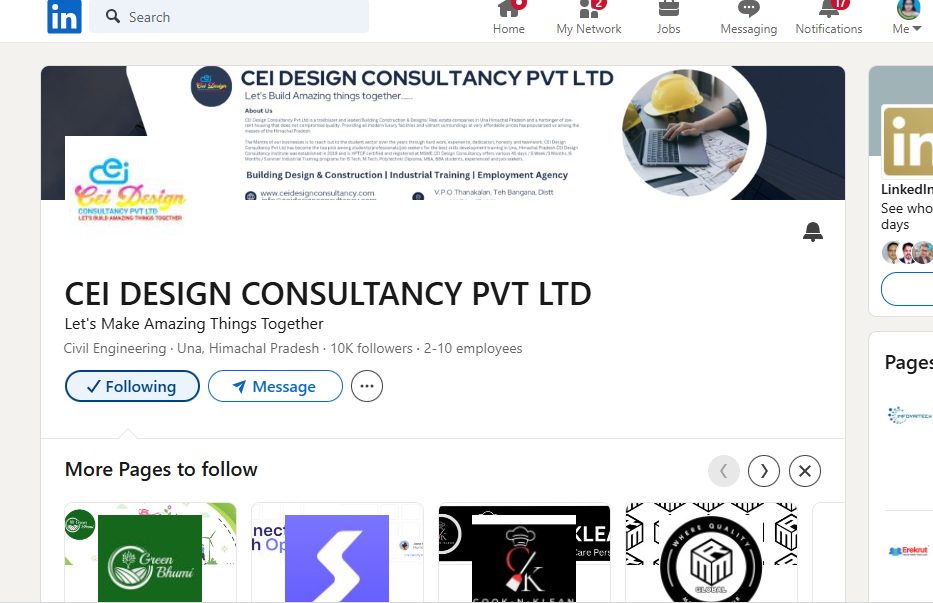 in
Search
2
17
Home
My Network
Jobs
Messaging
Notifications
Me
CEI DESIGN CONSULTANCY PVT LTD
Let's Build Amazing things together......
About Us
Building Design & Construction | Industrial Training | Employment Agency
www.ceidesignconsultancy.com
V.P.O Thanakalan, Teh Bangana, Distt
cei
Cei Design
CONSULTANCY PVT LTD
LET'S BUILD AMAZING THINGS TOGETHER
in
LinkedIn
See who
days
CEI DESIGN CONSULTANCY PVT LTD
Let's Make Amazing Things Together
Civil Engineering · Una, Himachal Pradesh · 10K followers · 2-10 employees
Following
Message
Pages
More Pages to follow
Green
Bhumi
nect
h Op
CK
COOK-N-KLEAN
KLEA
Care Pers
WHERE QUALITY
GLOBAL
Erekrut